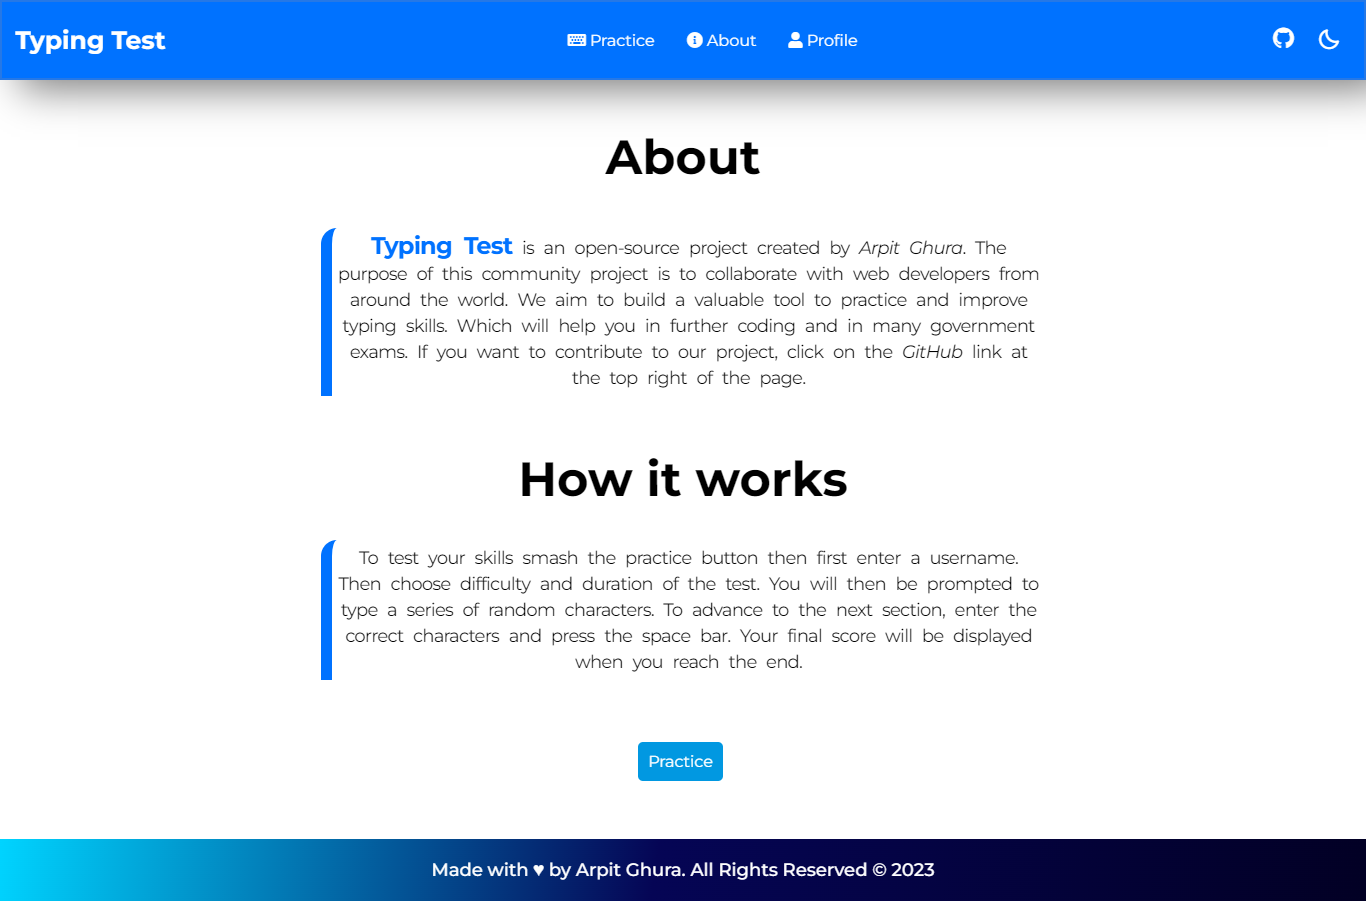 Typing Test
Practice
About
Profile
About
Typing Test is an open-source project created by Arpit Ghura. The
purpose of this community project is to collaborate with web developers from
around the world. We aim to build a valuable tool to practice and improve
typing skills. Which will help you in further coding and in many government
exams. If you want to contribute to our project, click on the GitHub link at
the top right of the page.
How it works
To test your skills smash the practice button then first enter a username.
Then choose difficulty and duration of the test. You will then be prompted to
type a series of random characters. To advance to the next section, enter the
correct characters and press the space bar. Your final score will be displayed
when you reach the end.
Practice
Made with ♥ by Arpit Ghura. All Rights Reserved © 2023